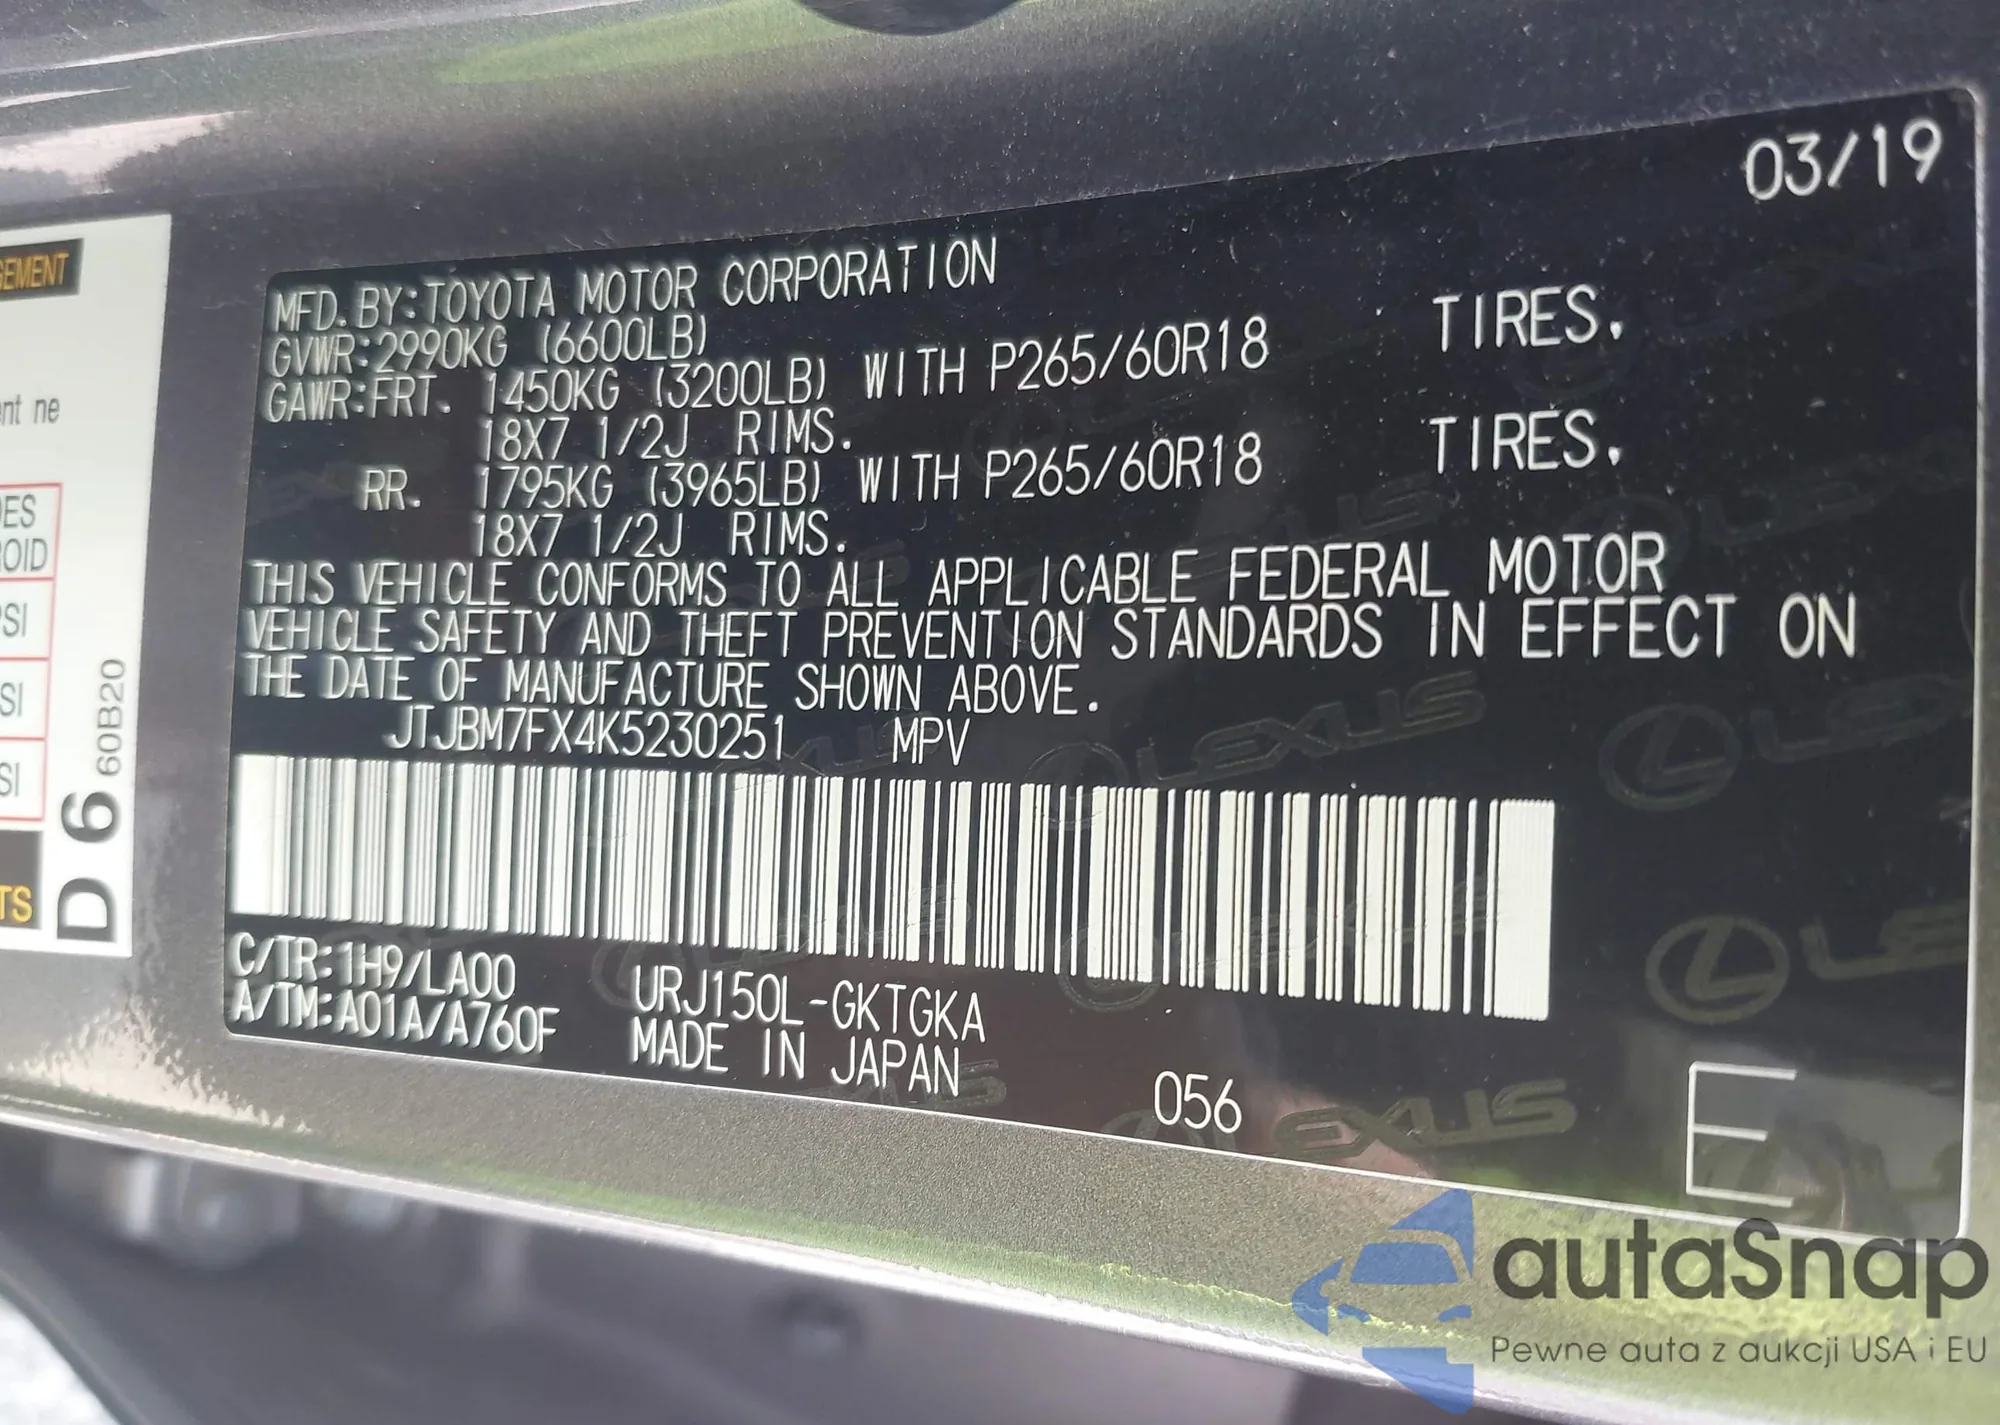 03/19
MFD.BY:TOYOTA MOTOR CORPORATION
GVWR:2990KG (6600LB)
GAWR:FRT. 1450KG (3200LB) WITH P265/60R18 TIRES.
18X7 1/2J RIMS.
RR. 1795KG (3965LB) WITH P265/60R18 TIRES.
18X7 1/2J RIMS.
THIS VEHICLE CONFORMS TO ALL APPLICABLE FEDERAL MOTOR
VEHICLE SAFETY AND THEFT PREVENTION STANDARDS IN EFFECT ON
THE DATE OF MANUFACTURE SHOWN ABOVE.
JTJBM7FX4K5230251 MPV
C/TR:1H9/LA00 URJ150L-GKTGKA
A/TM:A01A/A760F MADE IN JAPAN
056
E
LEXUS
D6 60B20
ne
autaSnap
Pewne auta z aukcji USA i EU